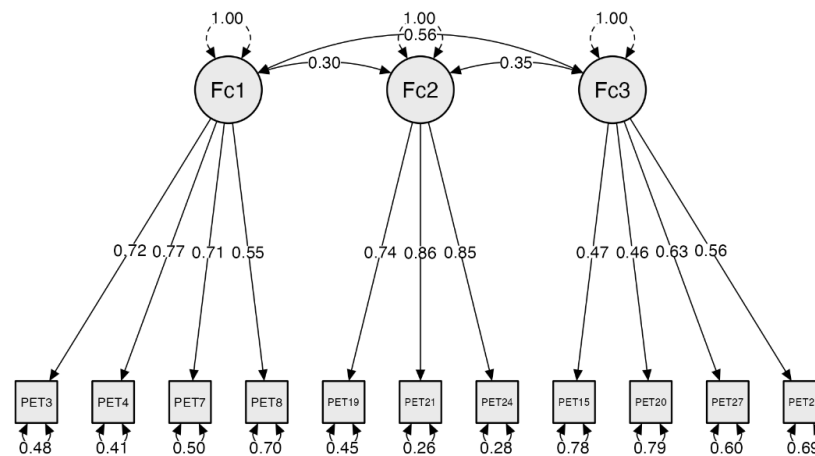 1.00 1.00 1.00
0.56
0.30 0.35
Fc1 Fc2 Fc3
0.72 0.77 0.71 0.55 0.74 0.86 0.85 0.47 0.46 0.63 0.56
PET3 PET4 PET7 PET8 PET19 PET21 PET24 PET15 PET20 PET27 PET2
0.48 0.41 0.50 0.70 0.45 0.26 0.28 0.78 0.79 0.60 0.69